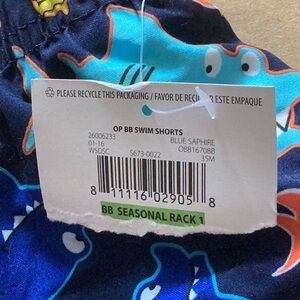 PLEASE RECYCLE THIS PACKAGING / FAVOR DE RECICLAR ESTE EMPAQUE
OP BB SWIM SHORTS
26006233 BLUE SAPHIRE
01-16 OBB16708B
WSDSC S673-0022 3SM
8 11116 02905 8
BB SEASONAL RACK 1